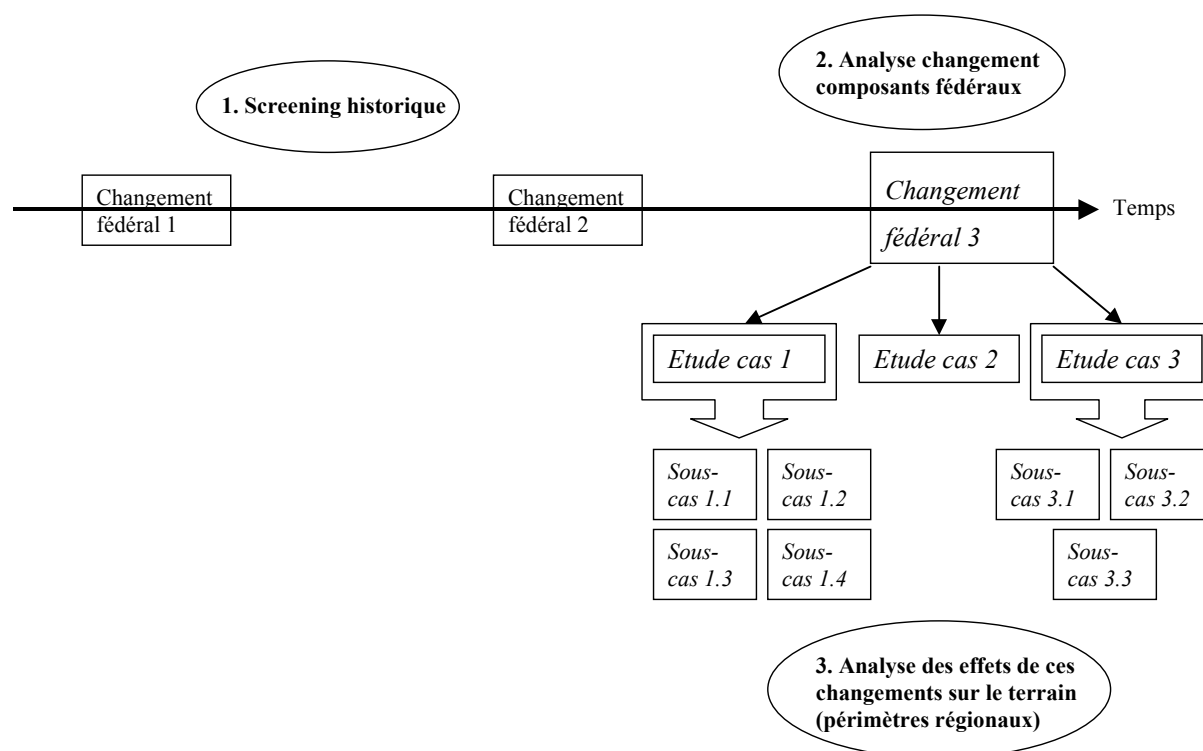 2. Analyse changement
composants fédéraux
1. Screening historique
Changement
fédéral 1
Changement
fédéral 2
Changement
fédéral 3
Temps
Etude cas 1
Etude cas 2
Etude cas 3
Sous-
cas 1.1
Sous-
cas 1.2
Sous-
cas 3.1
Sous-
cas 3.2
Sous-
cas 1.3
Sous-
cas 1.4
Sous-
cas 3.3
3. Analyse des effets de ces
changements sur le terrain
(périmètres régionaux)